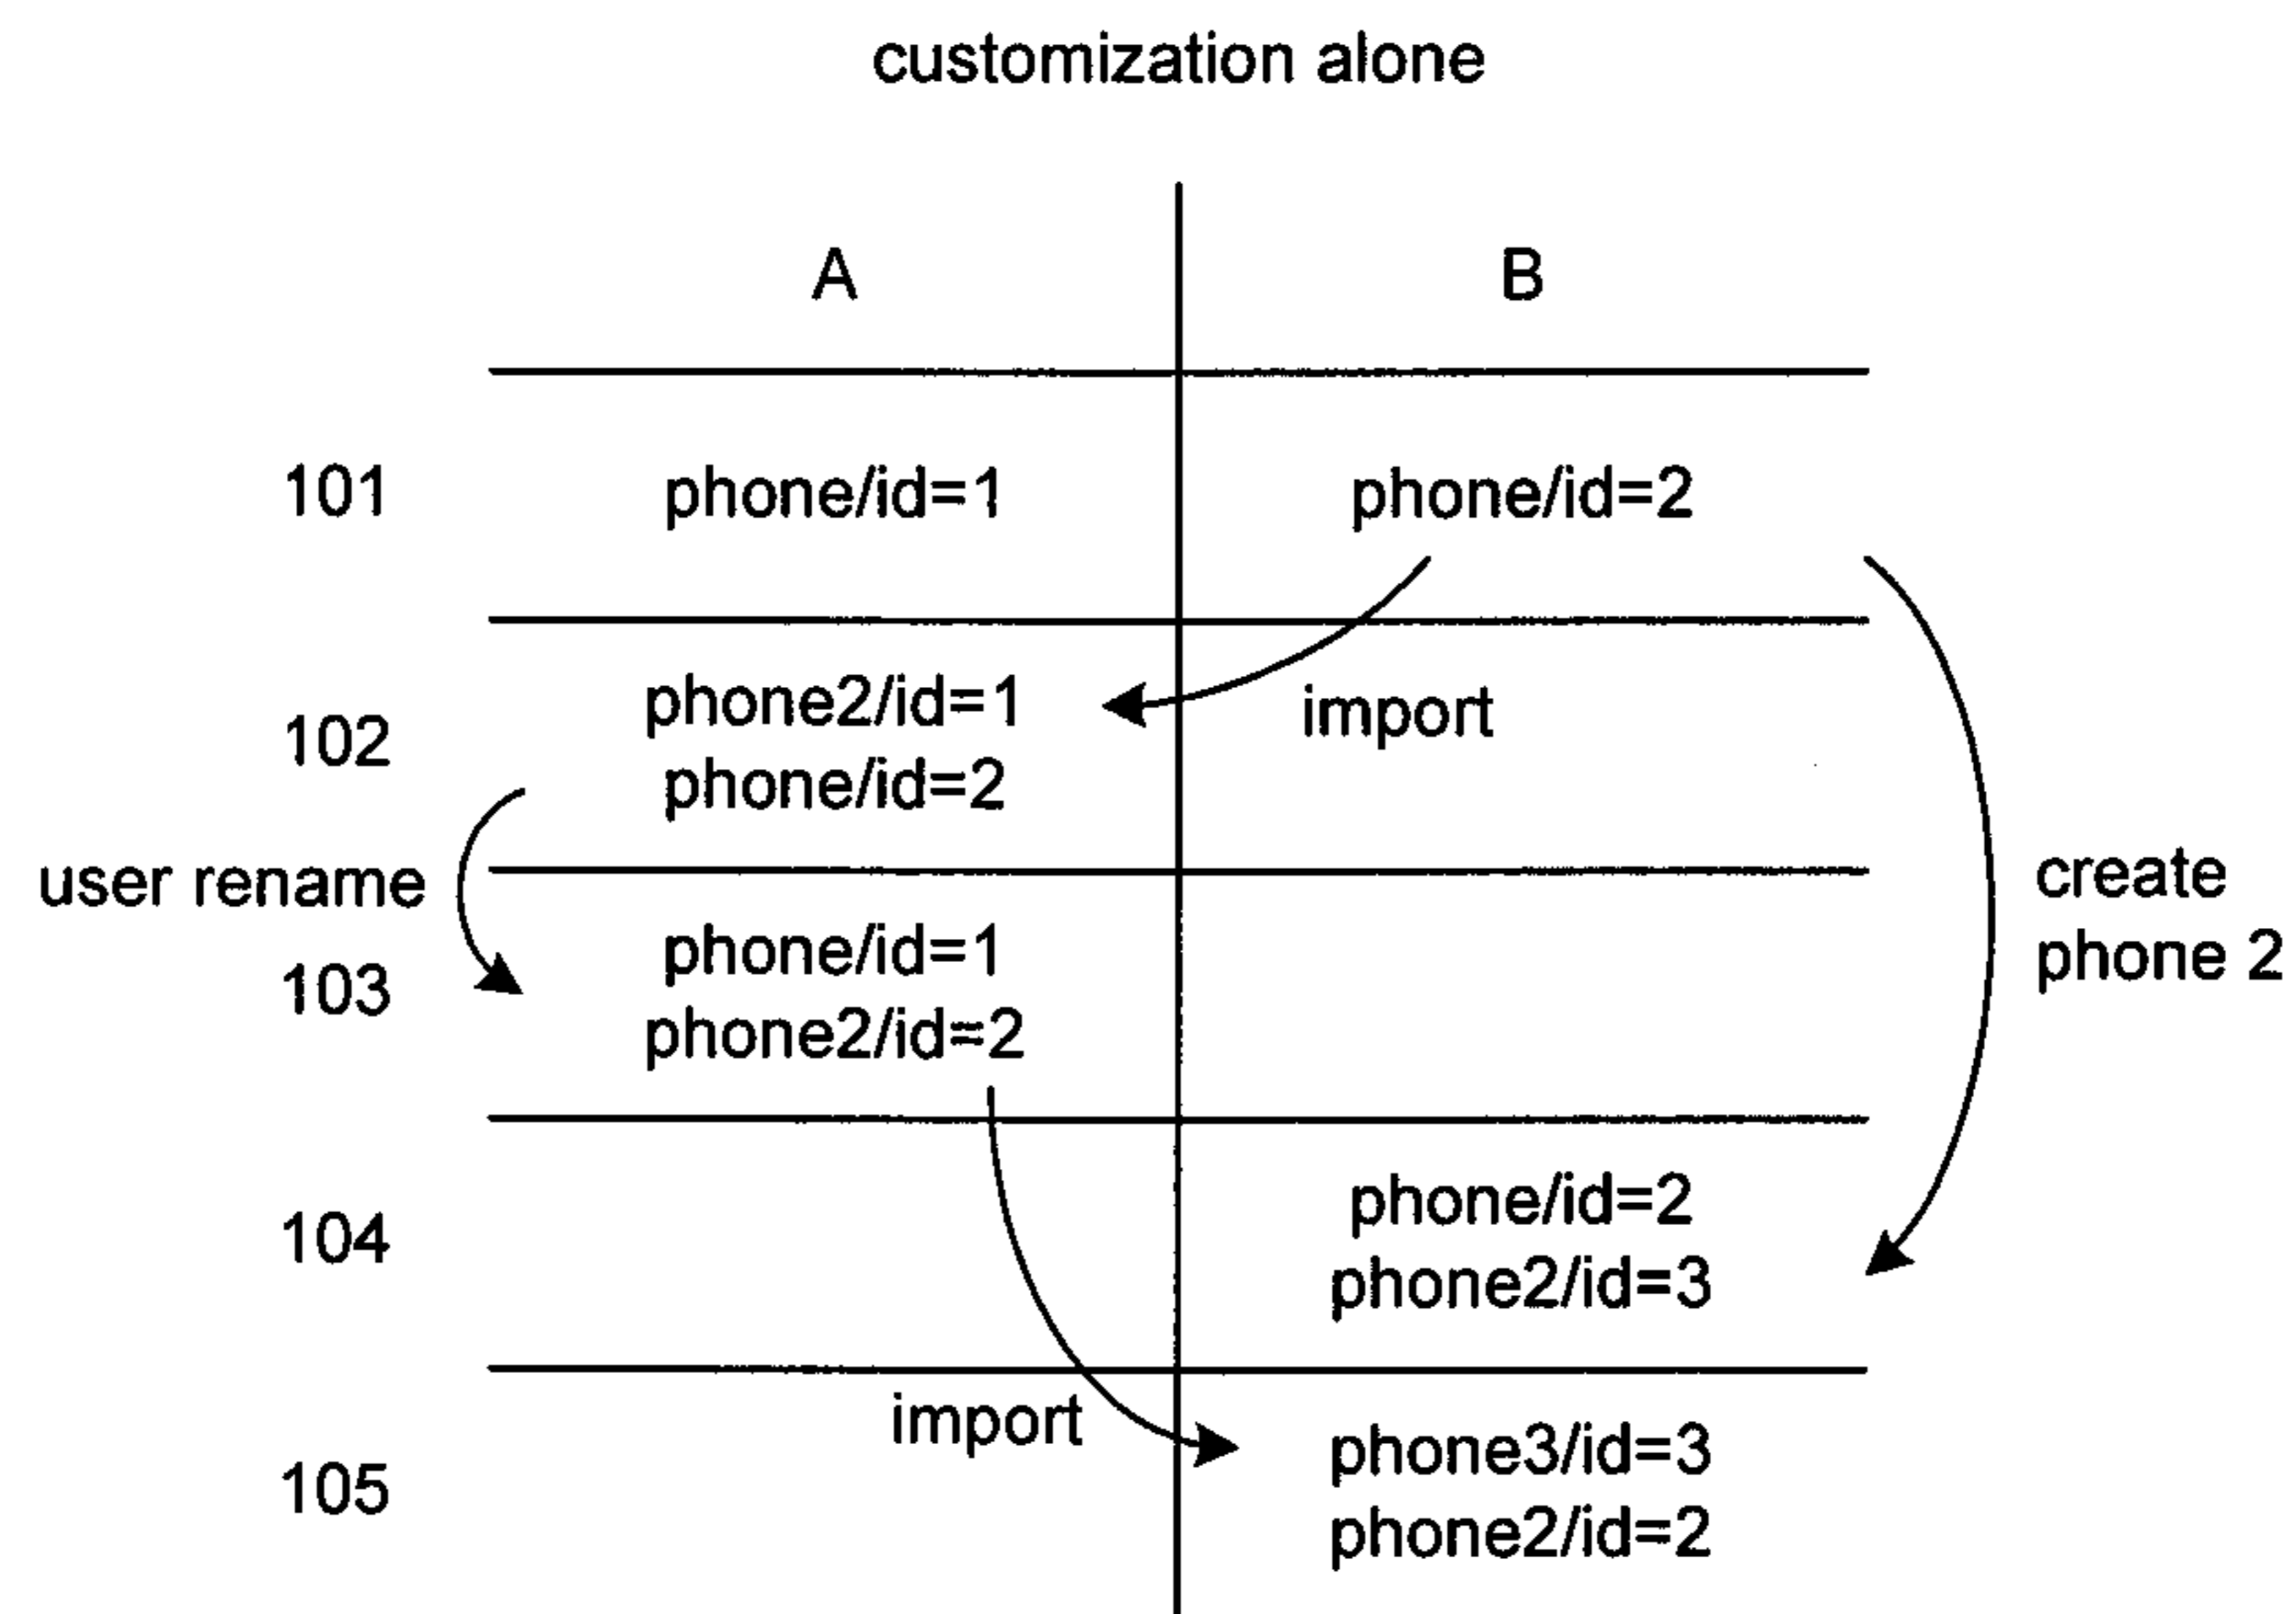 customization alone
A
B
101
phone/id=1
phone/id=2
102
phone2/id=1
phone/id=2
import
user rename
103
phone/id=1
phone2/id=2
create
phone 2
104
phone/id=2
phone2/id=3
import
105
phone3/id=3
phone2/id=2